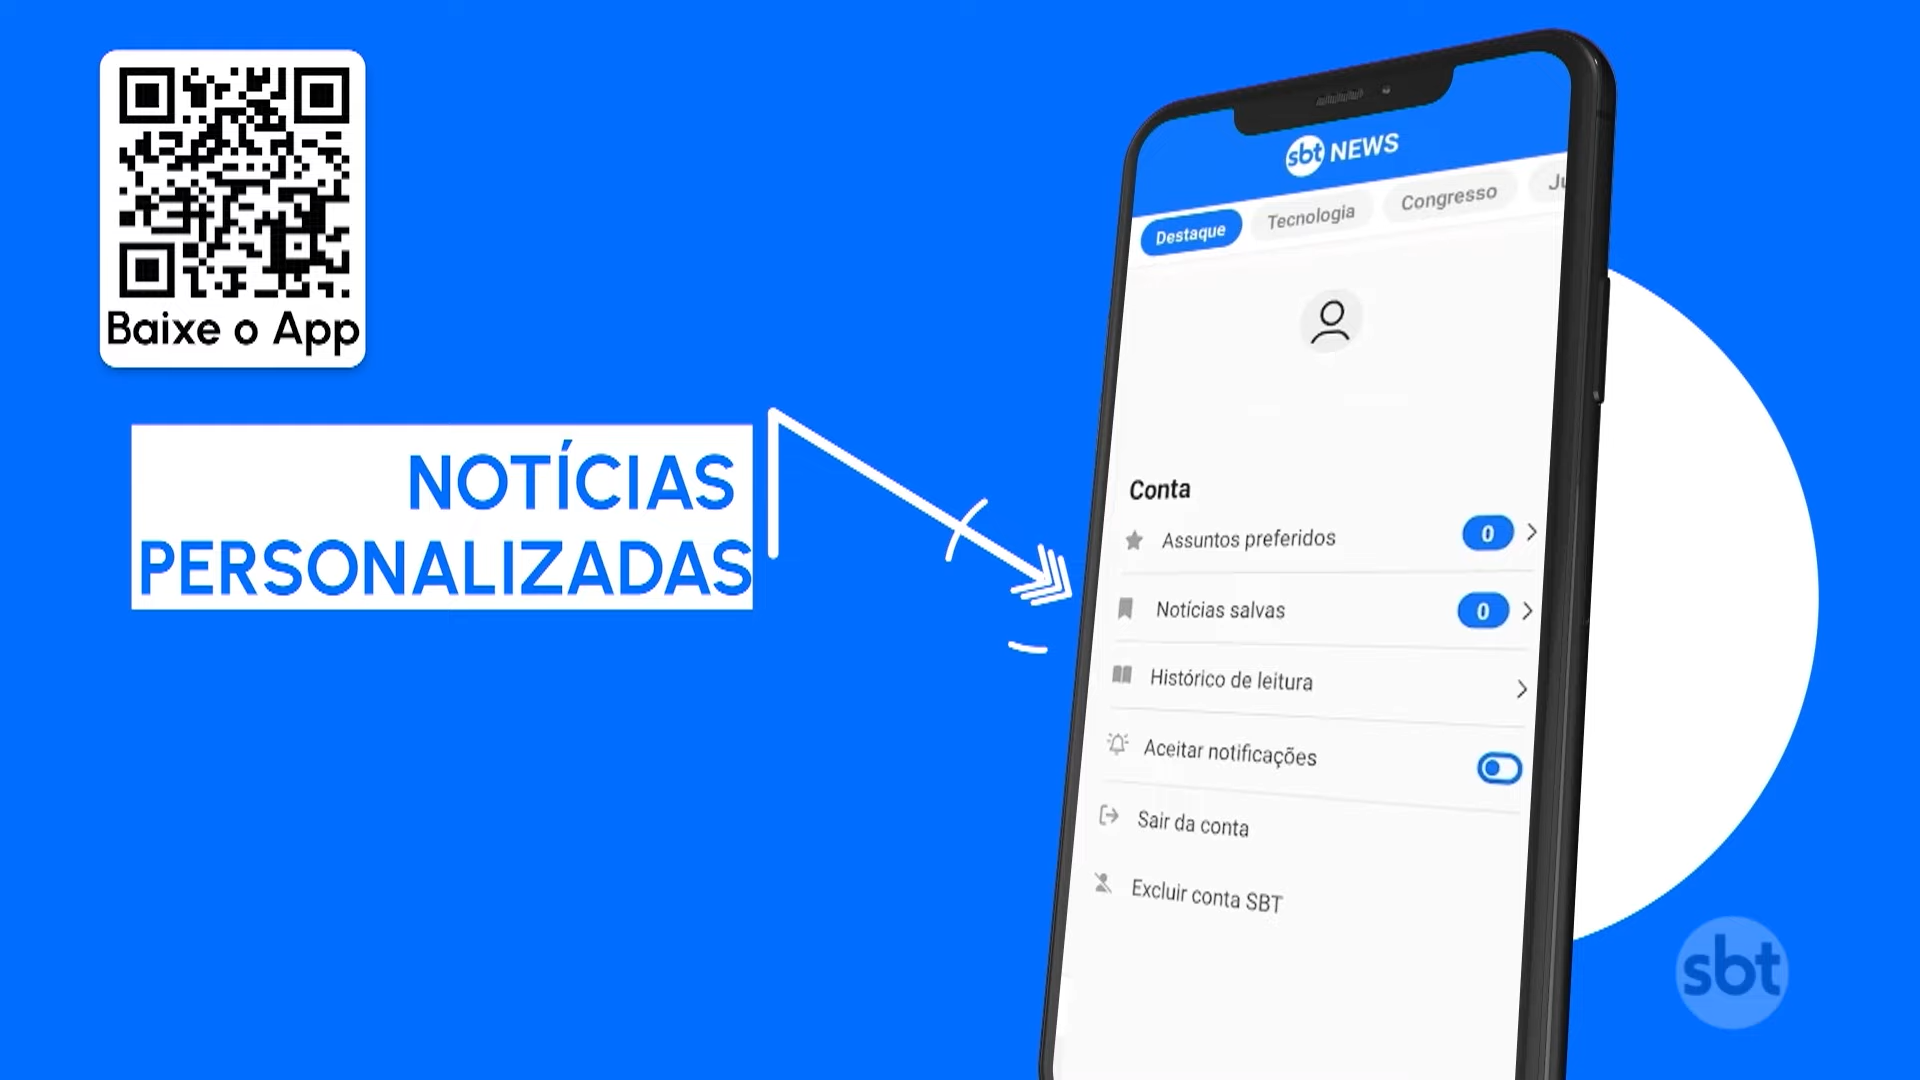 Baixe o App
NOTÍCIAS
PERSONALIZADAS
sbt NEWS
Destaque
Tecnologia
Congresso
Ju
Conta
Assuntos preferidos
0
Notícias salvas
0
Histórico de leitura
Aceitar notificações
Sair da conta
Excluir conta SBT
sbt